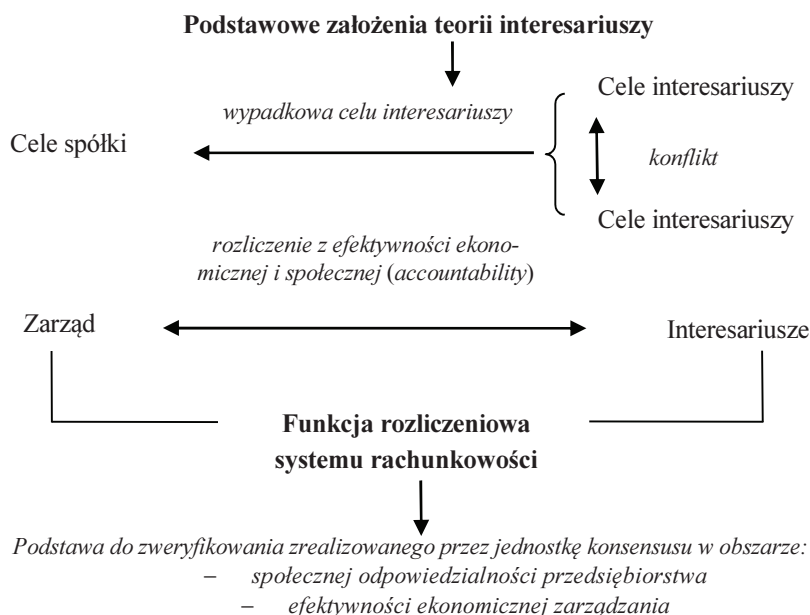 Podstawowe założenia teorii interesariuszy
Cele interesariuszy
wypadkowa celu interesariuszy
Cele spółki
konflikt
Cele interesariuszy
rozliczenie z efektywności ekono-
micznej i społecznej (accountability)
Zarząd
Interesariusze
Funkcja rozliczeniowa
systemu rachunkowości
Podstawa do zweryfikowania zrealizowanego przez jednostkę konsensusu w obszarze:
– społecznej odpowiedzialności przedsiębiorstwa
– efektywności ekonomicznej zarządzania